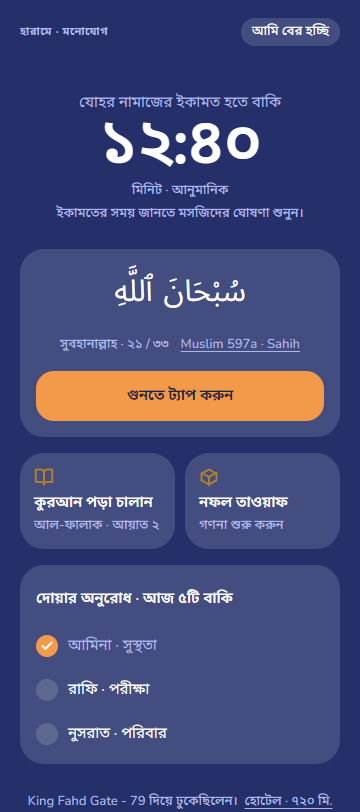 হারামে · মনোযোগ
আমি বের হচ্ছি
যোহর নামাজের ইকামত হতে বাকি
১২:৪০
মিনিট · আনুমানিক
ইকামতের সময় জানতে মসজিদের ঘোষণা শুনুন।
سُبْحَانَ ٱللَّهِ
সুবহানাল্লাহ · ২১ / ৩৩ Muslim 597a · Sahih
গুনতে ট্যাপ করুন
কুরআন পড়া চালান
আল-ফালাক · আয়াত ২
নফল তাওয়াফ
গণনা শুরু করুন
দোয়ার অনুরোধ · আজ ৫টি বাকি
আমিনা · সুস্থতা
রাফি · পরীক্ষা
নুসরাত · পরিবার
King Fahd Gate - 79 দিয়ে ঢুকেছিলেন। হোটেল · ৭২০ মি.